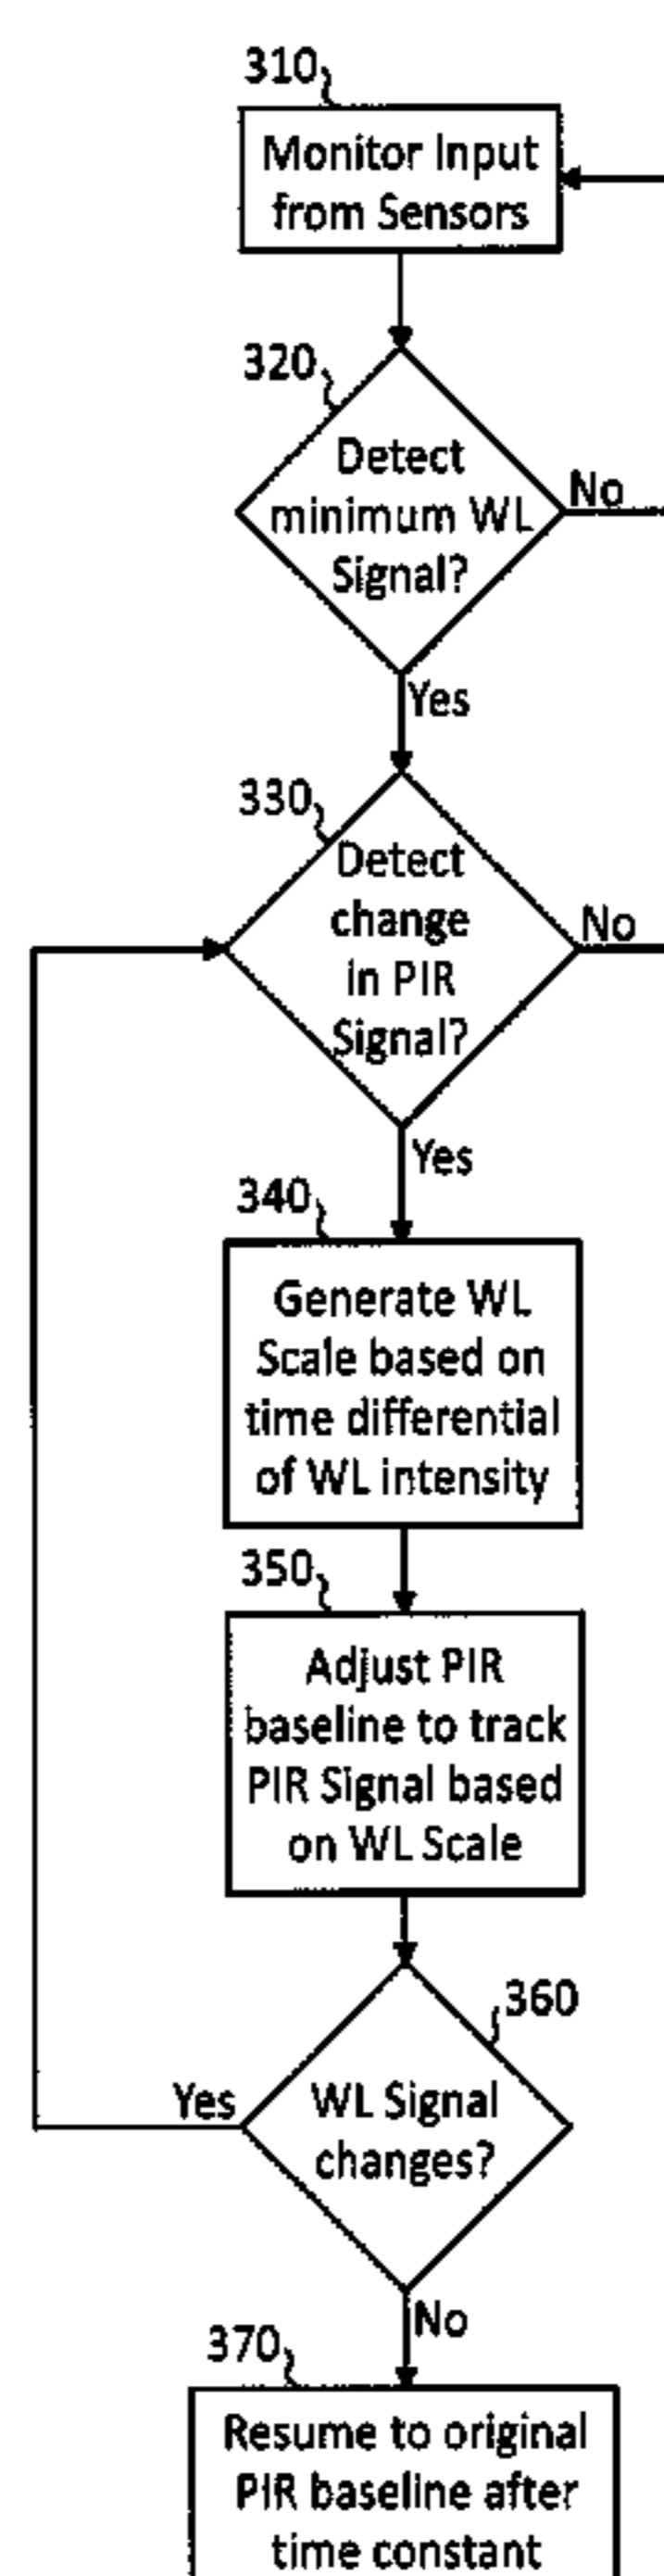 310
Monitor Input
from Sensors
320
Detect
minimum WL
Signal?
No
Yes
330
Detect
change
in PIR
Signal?
No
Yes
340
Generate WL
Scale based on
time differential
of WL intensity
350
Adjust PIR
baseline to track
PIR Signal based
on WL Scale
360
WL Signal
changes?
Yes
No
370
Resume to original
PIR baseline after
time constant